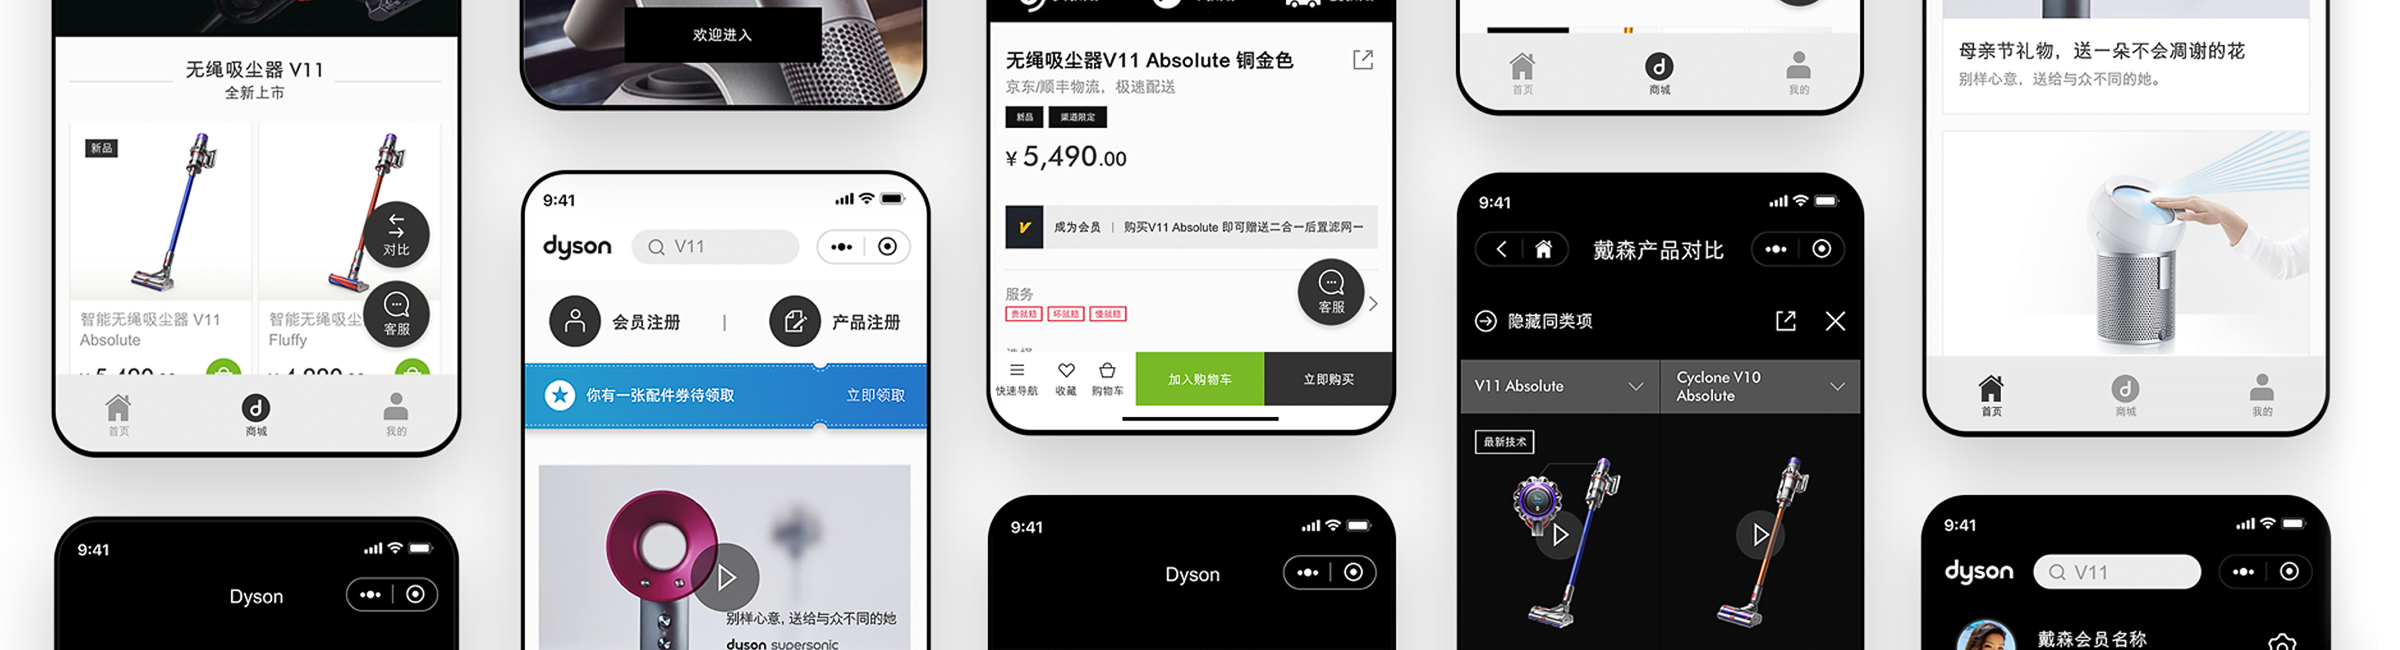 无绳吸尘器 V11
全新上市
新品
对比
智能无绳吸尘器 V11
Absolute
智能无绳吸尘
Fluffy
客服
首页
商城
我的
9:41
Dyson
欢迎进入
9:41
dyson
V11
会员注册
产品注册
你有一张配件券待领取
立即领取
别样心意，送给与众不同的她
dyson supersonic
无绳吸尘器V11 Absolute 铜金色
京东/顺丰物流，极速配送
新品
渠道限定
¥ 5,490.00
成为会员 | 购买V11 Absolute 即可赠送二合一后置滤网一
服务
贵就赔
坏就赔
慢就赔
客服
快速导航
收藏
购物车
加入购物车
立即购买
9:41
Dyson
首页
商城
我的
9:41
戴森产品对比
隐藏同类项
V11 Absolute
Cyclone V10
Absolute
最新技术
母亲节礼物，送一朵不会凋谢的花
别样心意，送给与众不同的她。
首页
商城
我的
9:41
dyson
V11
戴森会员名称